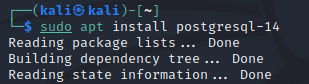 ┌──(kali㉿kali)-[~]
└─$ sudo apt install postgresql-14
Reading package lists... Done
Building dependency tree... Done
Reading state information... Done